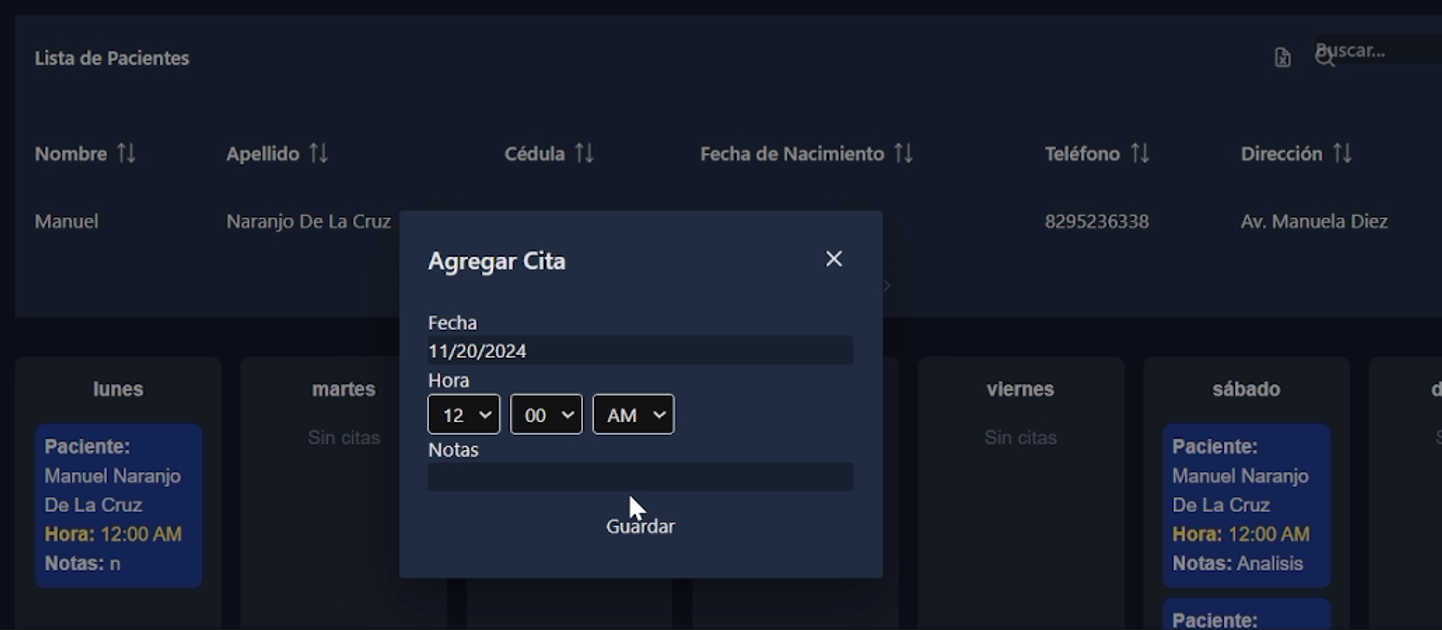 Lista de Pacientes
Buscar...
Nombre Apellido Cédula Fecha de Nacimiento Teléfono Dirección
Manuel Naranjo De La Cruz 8295236338 Av. Manuela Diez
Agregar Cita
Fecha
11/20/2024
Hora
12 00 AM
Notas
Guardar
lunes
Paciente:
Manuel Naranjo
De La Cruz
Hora: 12:00 AM
Notas: n
martes
Sin citas
viernes
Sin citas
sábado
Paciente:
Manuel Naranjo
De La Cruz
Hora: 12:00 AM
Notas: Analisis
Paciente: